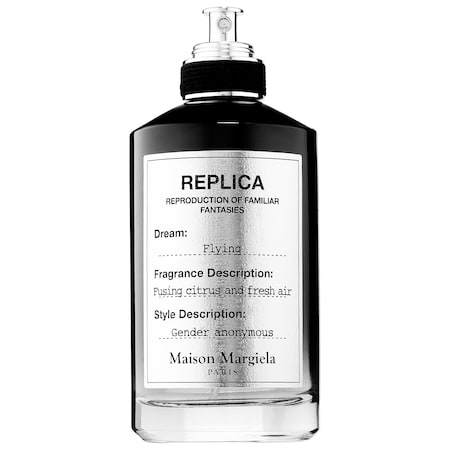 REPLICA
REPRODUCTION OF FAMILIAR
FANTASIES
Dream:
Flying
Fragrance Description:
Fusing citrus and fresh air
Style Description:
Gender anonymous
Maison Margiela
PARIS